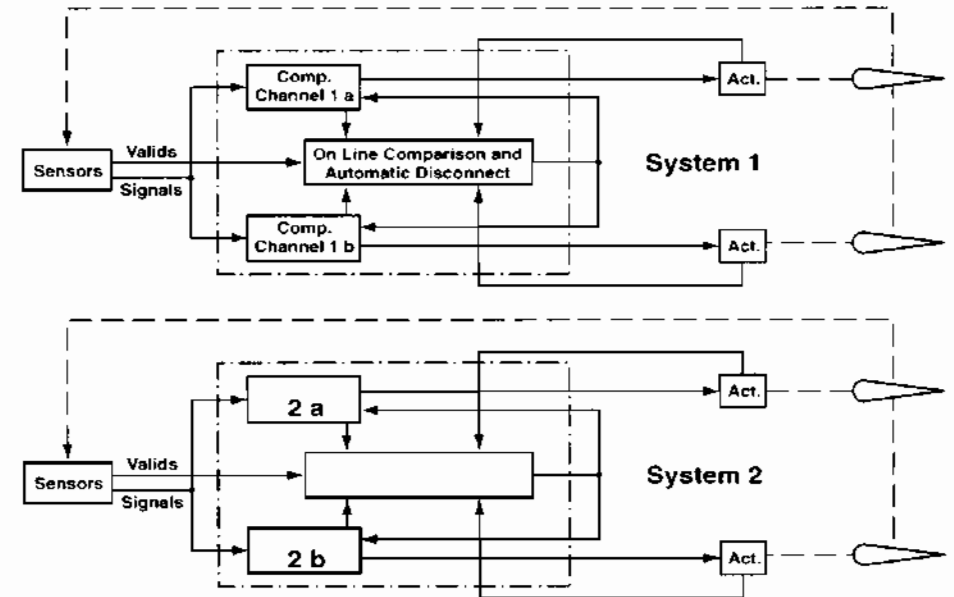 Comp.
Channel 1 a
Act.
Valids
On Line Comparison and
Automatic Disconnect
System 1
Sensors
Signals
Comp.
Channel 1 b
Act.
2 a
Act.
Valids
System 2
Sensors
Signals
2 b
Act.